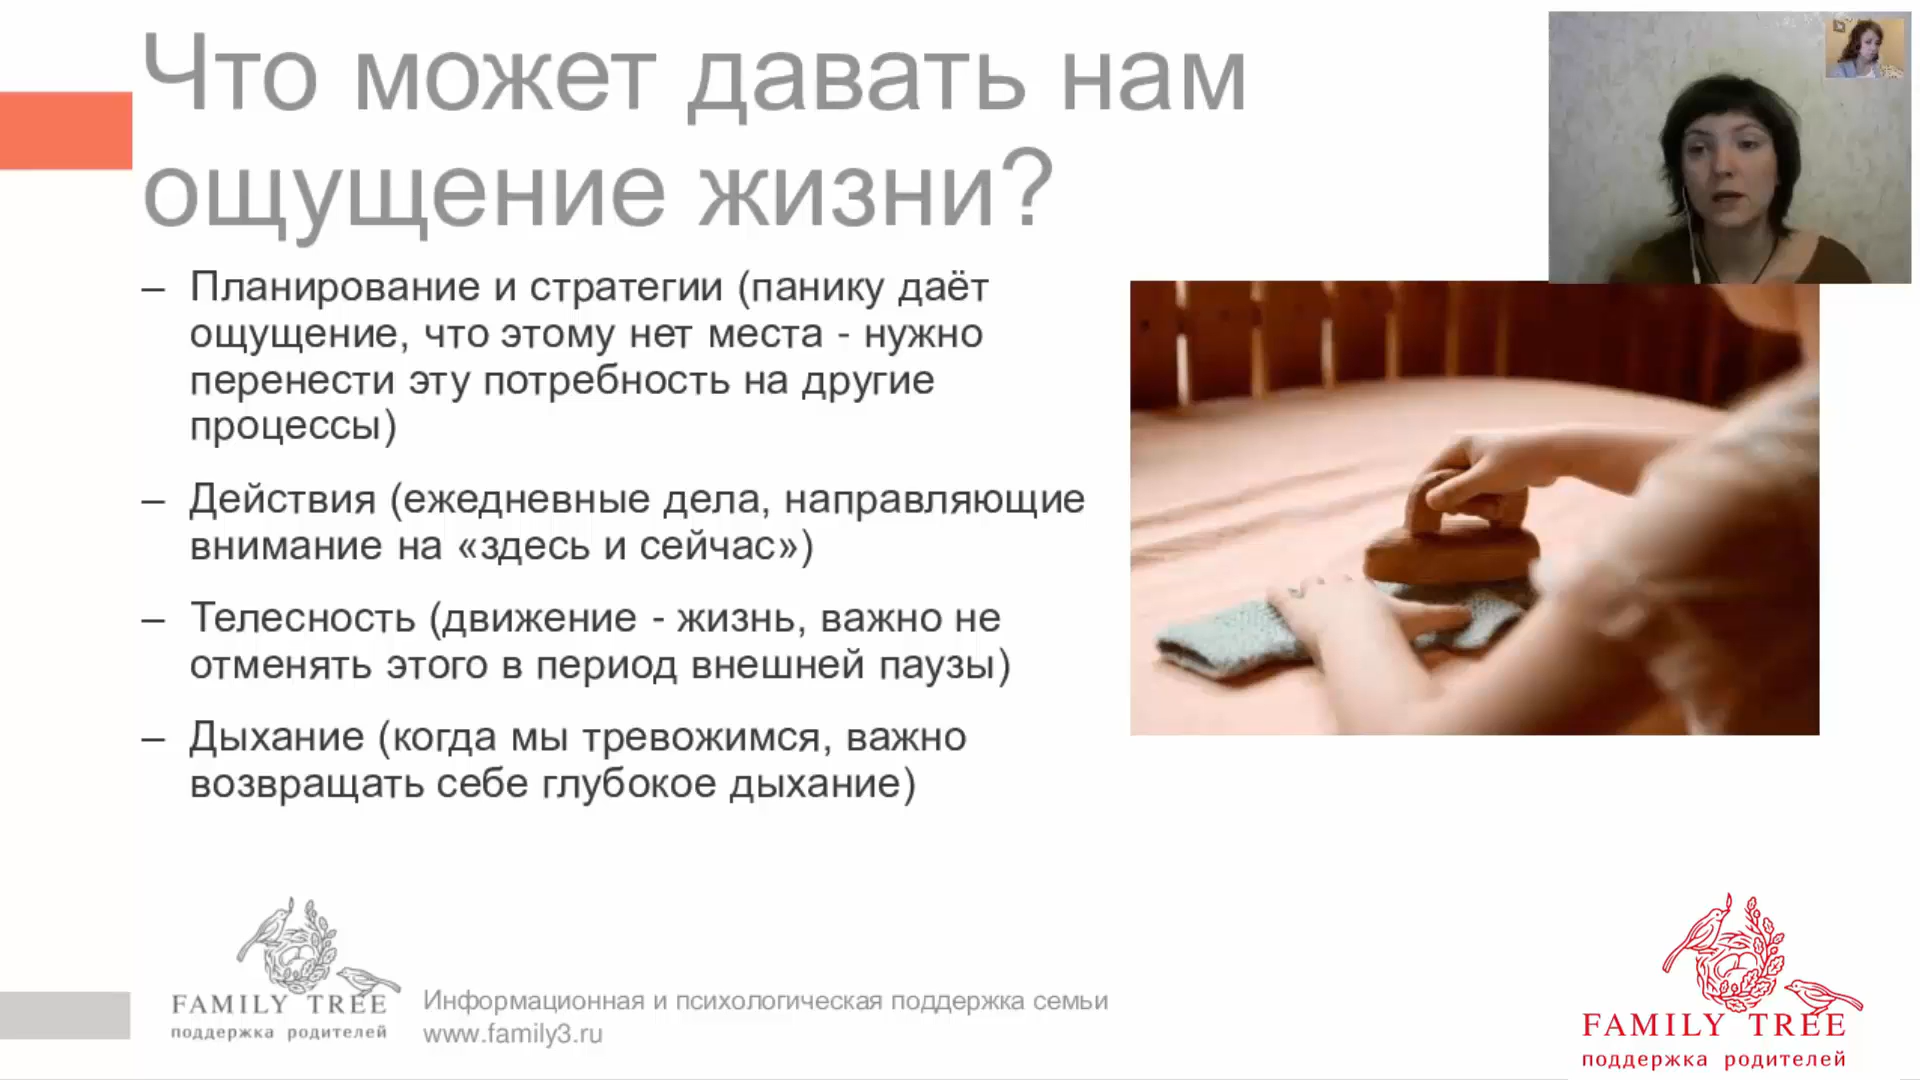 Что может давать нам
ощущение жизни?
– Планирование и стратегии (панику даёт
ощущение, что этому нет места - нужно
перенести эту потребность на другие
процессы)
– Действия (ежедневные дела, направляющие
внимание на «здесь и сейчас»)
– Телесность (движение - жизнь, важно не
отменять этого в период внешней паузы)
– Дыхание (когда мы тревожимся, важно
возвращать себе глубокое дыхание)
FAMILY TREE
поддержка родителей
Информационная и психологическая поддержка семьи
www.family3.ru
FAMILY TREE
поддержка родителей